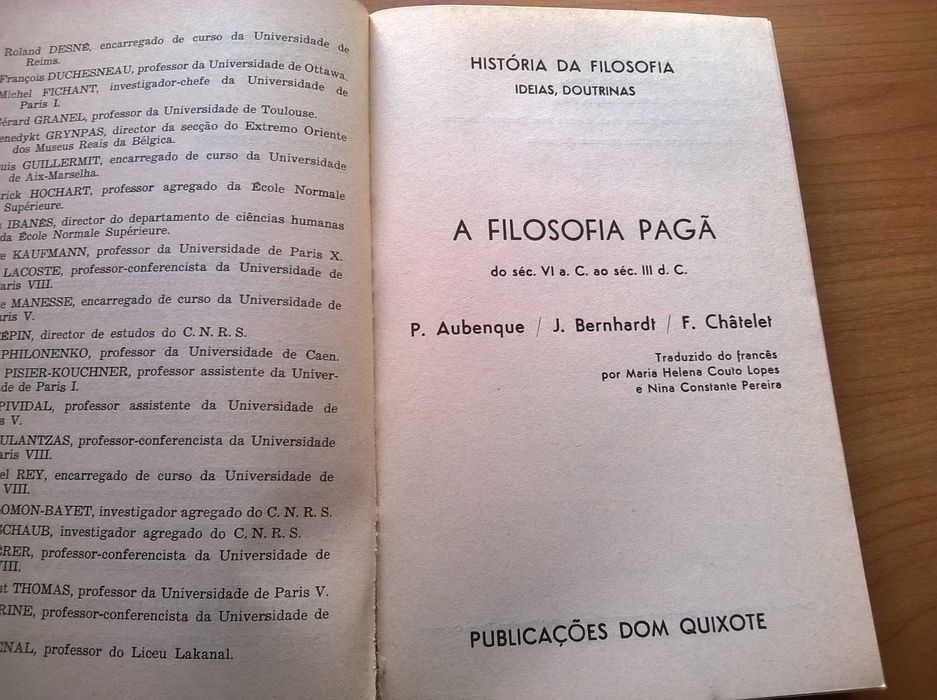 Roland DESNÉ, encarregado de curso da Universidade de
Reims.
François DUCHESNEAU, professor da Universidade de Ottawa.
Michel FICHANT, investigador-chefe da Universidade de
Paris I.
Gérard GRANEL, professor da Universidade de Toulouse.
enedykt GRYNPAS, director da secção do Extremo Oriente
dos Museus Reais da Bélgica.
uis GUILLERMIT, encarregado de curso da Universidade
de Aix-Marselha.
rick HOCHART, professor agregado da École Normale
Supérieure.
IBANÈS, director do departamento de ciências humanas
da École Normale Supérieure.
e KAUFMANN, professor da Universidade de Paris X.
LACOSTE, professor-conferencista da Universidade de
aris VIII.
e MANESSE, encarregado de curso da Universidade de
aris V.
ÉPIN, director de estudos do C. N. R. S.
PHILONENKO, professor da Universidade de Caen.
PISIER-KOUCHNER, professor assistente da Univer-
de de Paris I.
PIVIDAL, professor assistente da Universidade de
s V.
ULANTZAS, professor-conferencista da Universidade
aris VIII.
el REY, encarregado de curso da Universidade de
VIII.
LOMON-BAYET, investigador agregado do C. N. R. S.
SCHAUB, investigador agregado do C. N. R. S.
ÉRER, professor-conferencista da Universidade de
VIII.
nt THOMAS, professor da Universidade de Paris V.
RINE, professor-conferencista da Universidade de
ENAL, professor do Liceu Lakanal.
HISTÓRIA DA FILOSOFIA
IDEIAS, DOUTRINAS
A FILOSOFIA PAGÃ
do séc. VI a. C. ao séc. III d. C.
P. Aubenque / J. Bernhardt / F. Châtelet
Traduzido do francês
por Maria Helena Couto Lopes
e Nina Constante Pereira
PUBLICAÇÕES DOM QUIXOTE